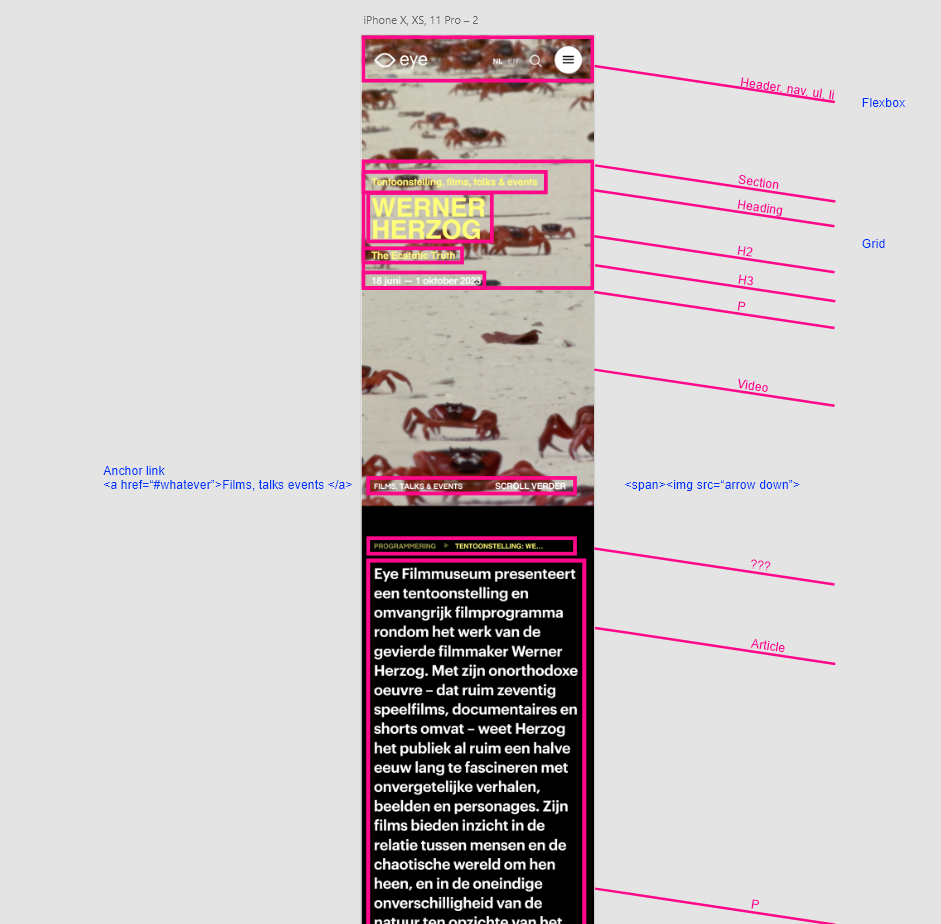 iPhone X, XS, 11 Pro – 2
eye
NL EN
Header, nav, ul, li
Flexbox
Tentoonstelling, films, talks & events
Section
WERNER
HERZOG
Heading
Grid
The Ecstatic Truth
H2
18 juni — 1 oktober 2023
H3
P
Video
Anchor link
<a href="#whatever">Films, talks events </a>
FILMS, TALKS & EVENTS
SCROLL VERDER
<span><img src="arrow down">
PROGRAMMERING > TENTOONSTELLING: WE...
???
Eye Filmmuseum presenteert
een tentoonstelling en
omvangrijk filmprogramma
rondom het werk van de
gevierde filmmaker Werner
Herzog. Met zijn onorthodoxe
oeuvre – dat ruim zeventig
speelfilms, documentaires en
shorts omvat – weet Herzog
het publiek al ruim een halve
eeuw lang te fascineren met
onvergetelijke verhalen,
beelden en personages. Zijn
films bieden inzicht in de
relatie tussen mensen en de
chaotische wereld om hen
heen, en in de oneindige
onverschilligheid van de
natuur ten opzichte van het
Article
P